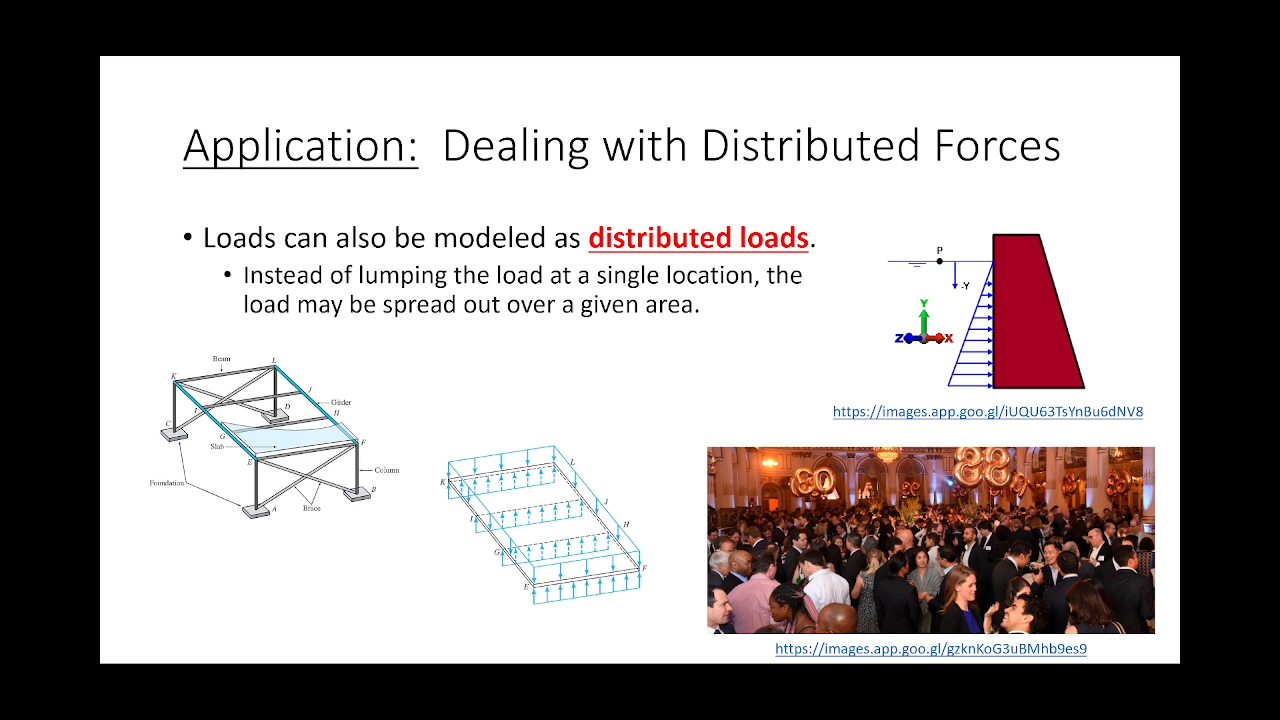 Application: Dealing with Distributed Forces
• Loads can also be modeled as distributed loads.
• Instead of lumping the load at a single location, the
load may be spread out over a given area.
P
-Y
Y
Z
X
https://images.app.goo.gl/iUQU63TsYnBu6dNV8
Beam
L
K
J
Girder
I
D
H
C
G
Slab
F
E
Column
Foundation
B
A
Brace
L
K
J
I
H
G
F
E
80
88
https://images.app.goo.gl/gzknKoG3uBMhb9es9